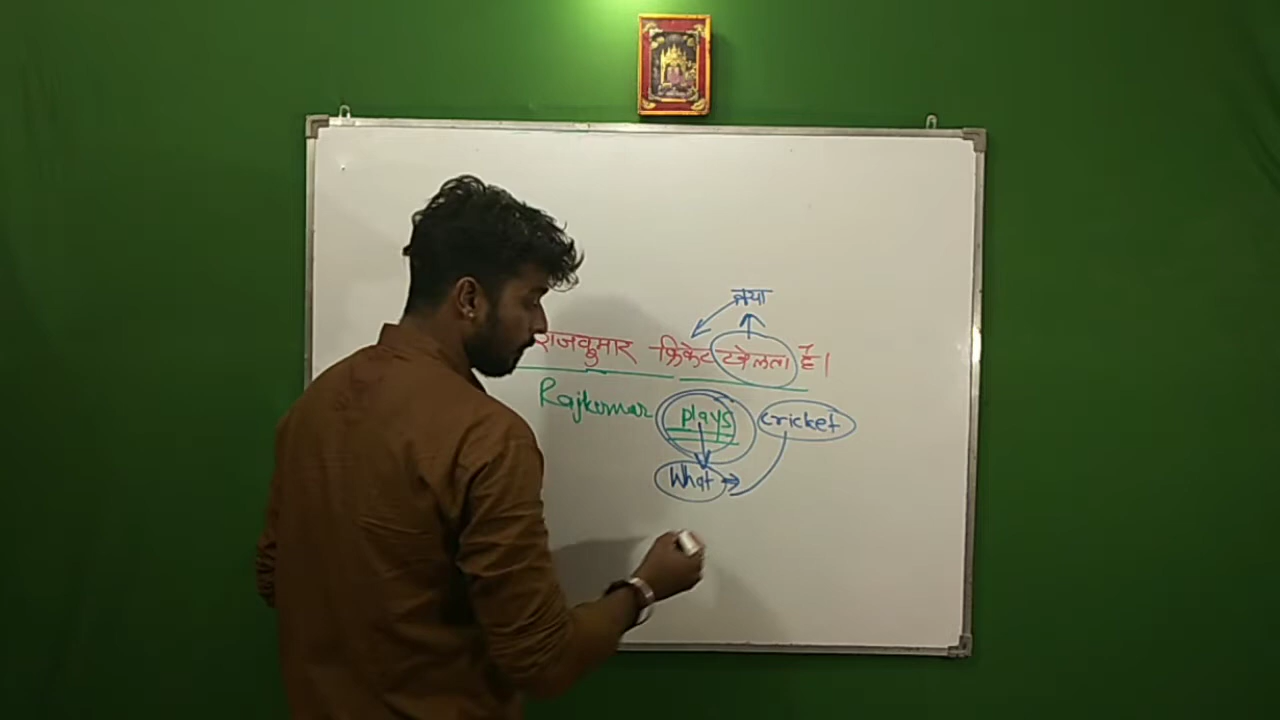 क्या
राजकुमार क्रिकेट खेलता है।
Rajkumar plays cricket
What